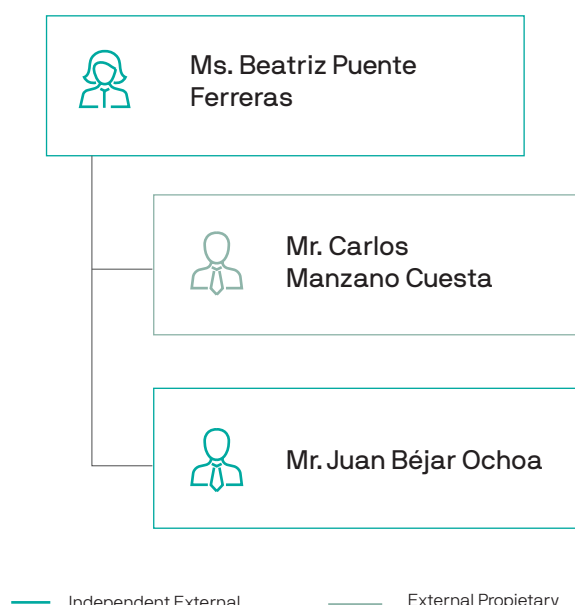 Ms. Beatriz Puente
Ferreras
Mr. Carlos
Manzano Cuesta
Mr. Juan Béjar Ochoa
Independent External
External Propietary